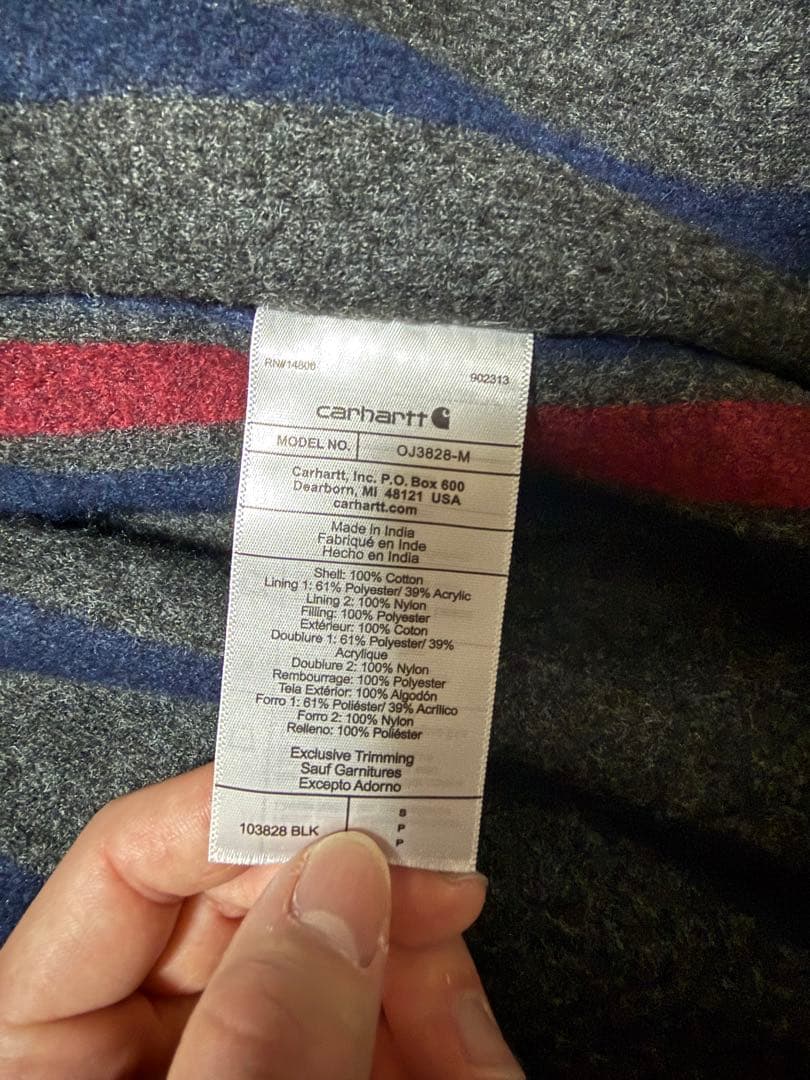 RN#14806
902313
carhartt
MODEL NO. OJ3828-M
Carhartt, Inc. P.O. Box 600
Dearborn, MI 48121 USA
carhartt.com
Made in India
Fabriqué en Inde
Hecho en India
Shell: 100% Cotton
Lining 1: 61% Polyester/ 39% Acrylic
Lining 2: 100% Nylon
Filling: 100% Polyester
Extérieur: 100% Coton
Doublure 1: 61% Polyester/ 39%
Acrylique
Doublure 2: 100% Nylon
Rembourrage: 100% Polyester
Tela Extérior: 100% Algodón
Forro 1: 61% Poliéster/ 39% Acrílico
Forro 2: 100% Nylon
Relleno: 100% Poliéster
Exclusive Trimming
Sauf Garnitures
Excepto Adorno
103828 BLK
S
P
P